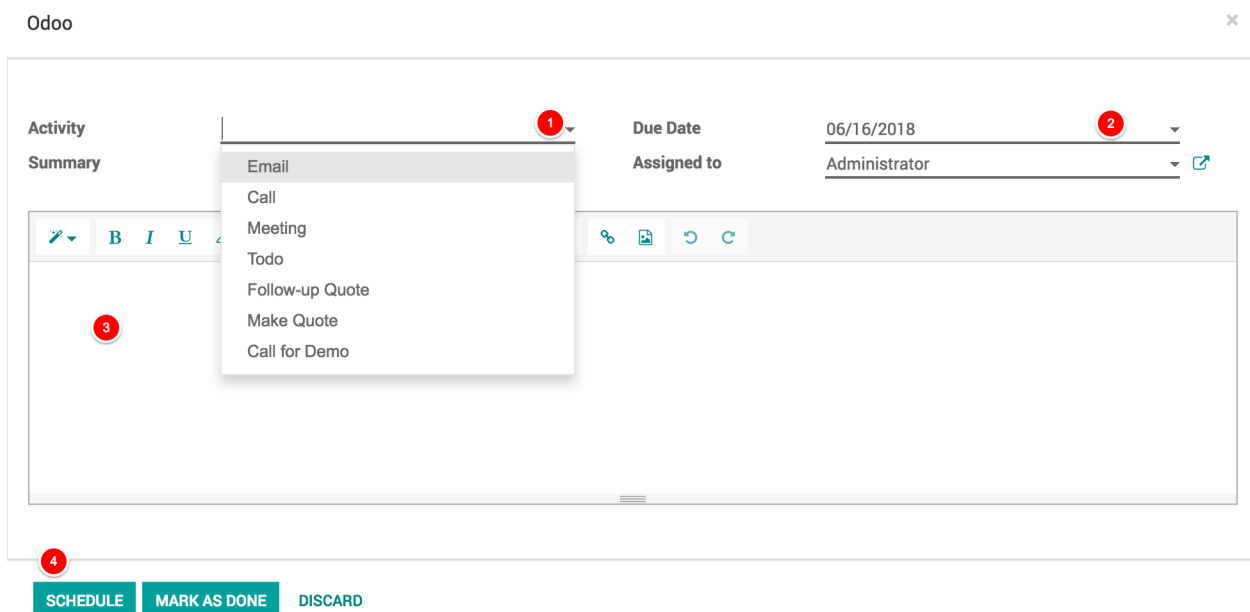 Odoo
×
Activity 1 Due Date 06/16/2018 2
Summary Assigned to Administrator
Email
Call
Meeting
Todo
Follow-up Quote
Make Quote
Call for Demo
B I U
3
4
SCHEDULE MARK AS DONE DISCARD